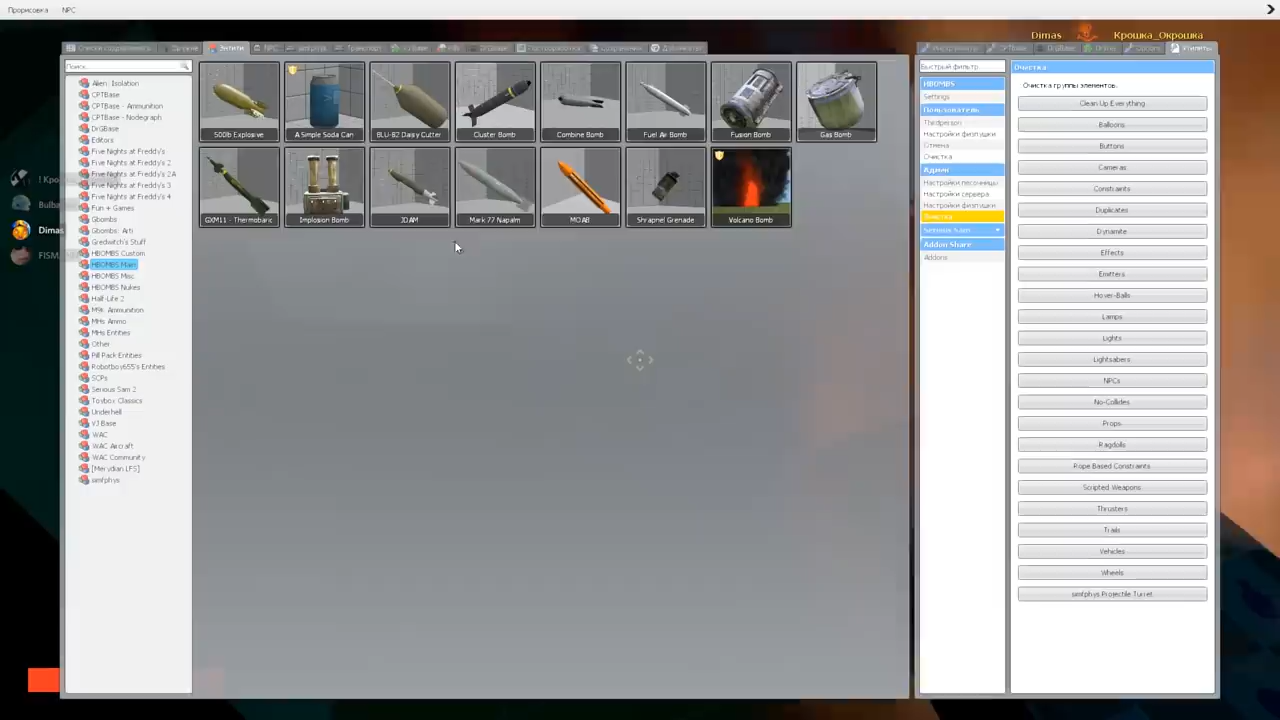 Прорисовка NPC
Dimas Крошка_Окрошка
Энтити
NPC
Транспорт
Утилиты
Поиск...
Alien: Isolation
CPTBase
CPTBase - Ammunition
CPTBase - Nodegraph
DrGBase
Editors
Five Nights at Freddy's
Five Nights at Freddy's 2
Five Nights at Freddy's 2A
Five Nights at Freddy's 3
Five Nights at Freddy's 4
Fun + Games
Gbombs
Gbombs: Arti
Gredwitch's Stuff
HBOMBS Custom
HBOMBS Main
HBOMBS Misc
HBOMBS Nukes
Half-Life 2
M9k Ammunition
MHs Ammo
MHs Entities
Other
Pill Pack Entities
Robotboy655's Entities
SCPs
Serious Sam 2
Toybox Classics
Underhell
VJ Base
WAC
WAC Aircraft
WAC Community
[Merydian LFS]
simfphys
Dimas
500lb Explosive
A Simple Soda Can
BLU-82 Daisy Cutter
Cluster Bomb
Combine Bomb
Fuel Air Bomb
Fusion Bomb
Gas Bomb
GXM11 - Thermobaric
Implosion Bomb
JDAM
Mark 77 Napalm
MOAB
Shrapnel Grenade
Volcano Bomb
Быстрый фильтр...
HBOMBS
Settings
Пользователь
Thirdperson
Настройки физпушки
Отмена
Очистка
Админ
Настройки песочницы
Настройки сервера
Настройки физпушки
Очистка
Serious Sam
Addon Share
Addons
Очистка
Очистка группы элементов.
Clean Up Everything
Balloons
Buttons
Cameras
Constraints
Duplicates
Dynamite
Effects
Emitters
Hover-Balls
Lamps
Lights
Lightsabers
NPCs
No-Collides
Props
Ragdolls
Rope Based Constraints
Scripted Weapons
Thrusters
Trails
Vehicles
Wheels
simfphys Projectile Turret